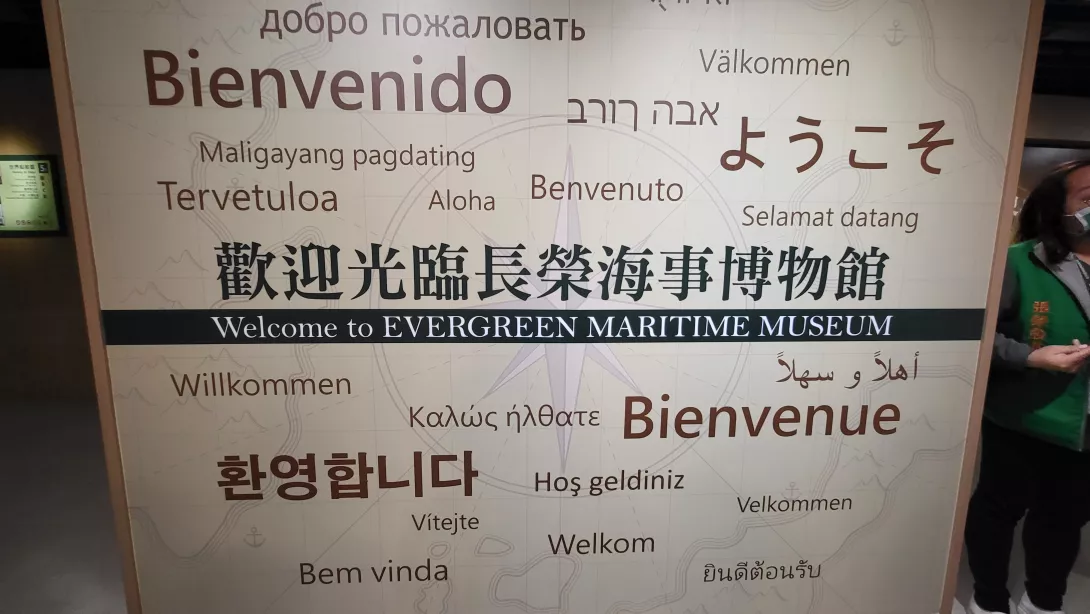 добро пожаловать
Bienvenido
Välkommen
אבה ךורב
ようこそ
Maligayang pagdating
Tervetuloa
Aloha
Benvenuto
Selamat datang
歡迎光臨長榮海事博物館
Welcome to EVERGREEN MARITIME MUSEUM
أهلاً و سهلاً
Willkommen
Καλώς ήλθατε
Bienvenue
환영합니다
Hoş geldiniz
Velkommen
Vítejte
Welkom
Bem vinda
ยินดีต้อนรับ